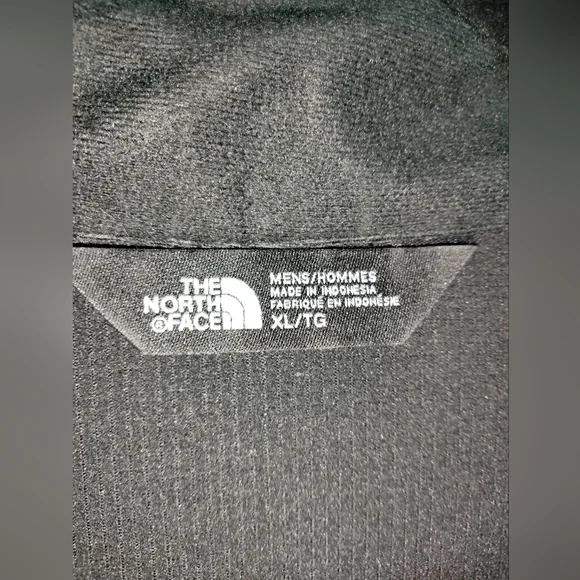 THE
NORTH
FACE
MENS/HOMMES
MADE IN INDONESIA
FABRIQUÉ EN INDONÉSIE
XL/TG